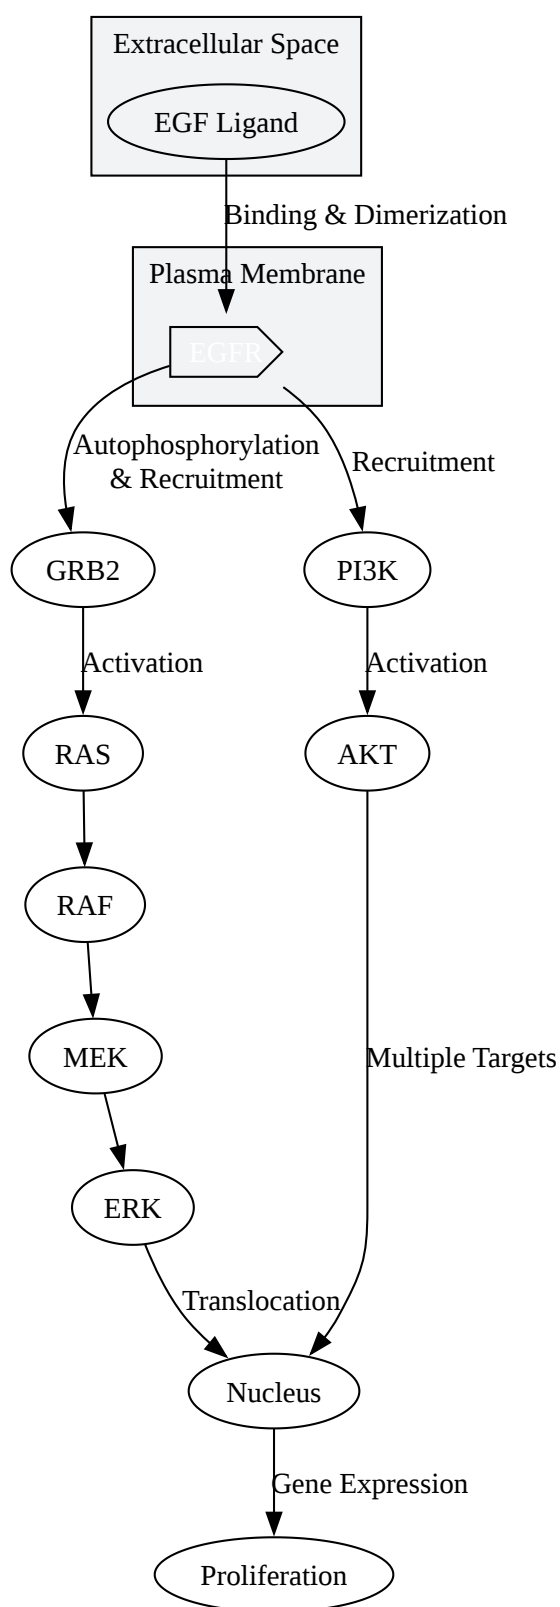 Extracellular Space
EGF Ligand
Binding & Dimerization
Plasma Membrane
EGFR
Autophosphorylation
& Recruitment
Recruitment
GRB2
PI3K
Activation
Activation
RAS
AKT
RAF
MEK
Multiple Targets
ERK
Translocation
Nucleus
Gene Expression
Proliferation